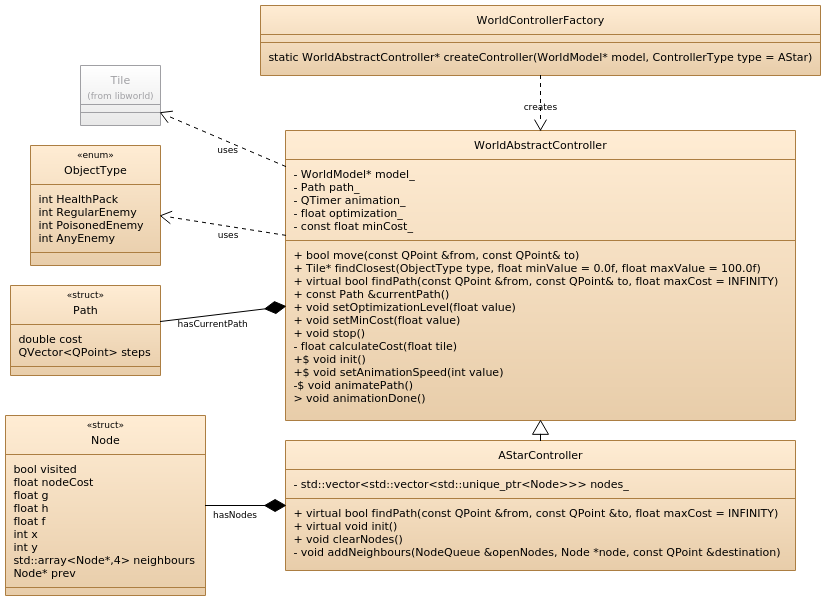 WorldControllerFactory
static WorldAbstractController* createController(WorldModel* model, ControllerType type = AStar)
creates
Tile
(from libworld)
uses
«enum»
ObjectType
int HealthPack
int RegularEnemy
int PoisonedEnemy
int AnyEnemy
uses
WorldAbstractController
- WorldModel* model_
- Path path_
- QTimer animation_
- float optimization_
- const float minCost_
+ bool move(const QPoint &from, const QPoint& to)
+ Tile* findClosest(ObjectType type, float minValue = 0.0f, float maxValue = 100.0f)
+ virtual bool findPath(const QPoint &from, const QPoint& to, float maxCost = INFINITY)
+ const Path &currentPath()
+ void setOptimizationLevel(float value)
+ void setMinCost(float value)
+ void stop()
- float calculateCost(float tile)
+$ void init()
+$ void setAnimationSpeed(int value)
-$ void animatePath()
> void animationDone()
«struct»
Path
double cost
QVector<QPoint> steps
hasCurrentPath
«struct»
Node
bool visited
float nodeCost
float g
float h
float f
int x
int y
std::array<Node*,4> neighbours
Node* prev
hasNodes
AStarController
- std::vector<std::vector<std::unique_ptr<Node>>> nodes_
+ virtual bool findPath(const QPoint &from, const QPoint &to, float maxCost = INFINITY)
+ virtual void init()
+ void clearNodes()
- void addNeighbours(NodeQueue &openNodes, Node *node, const QPoint &destination)